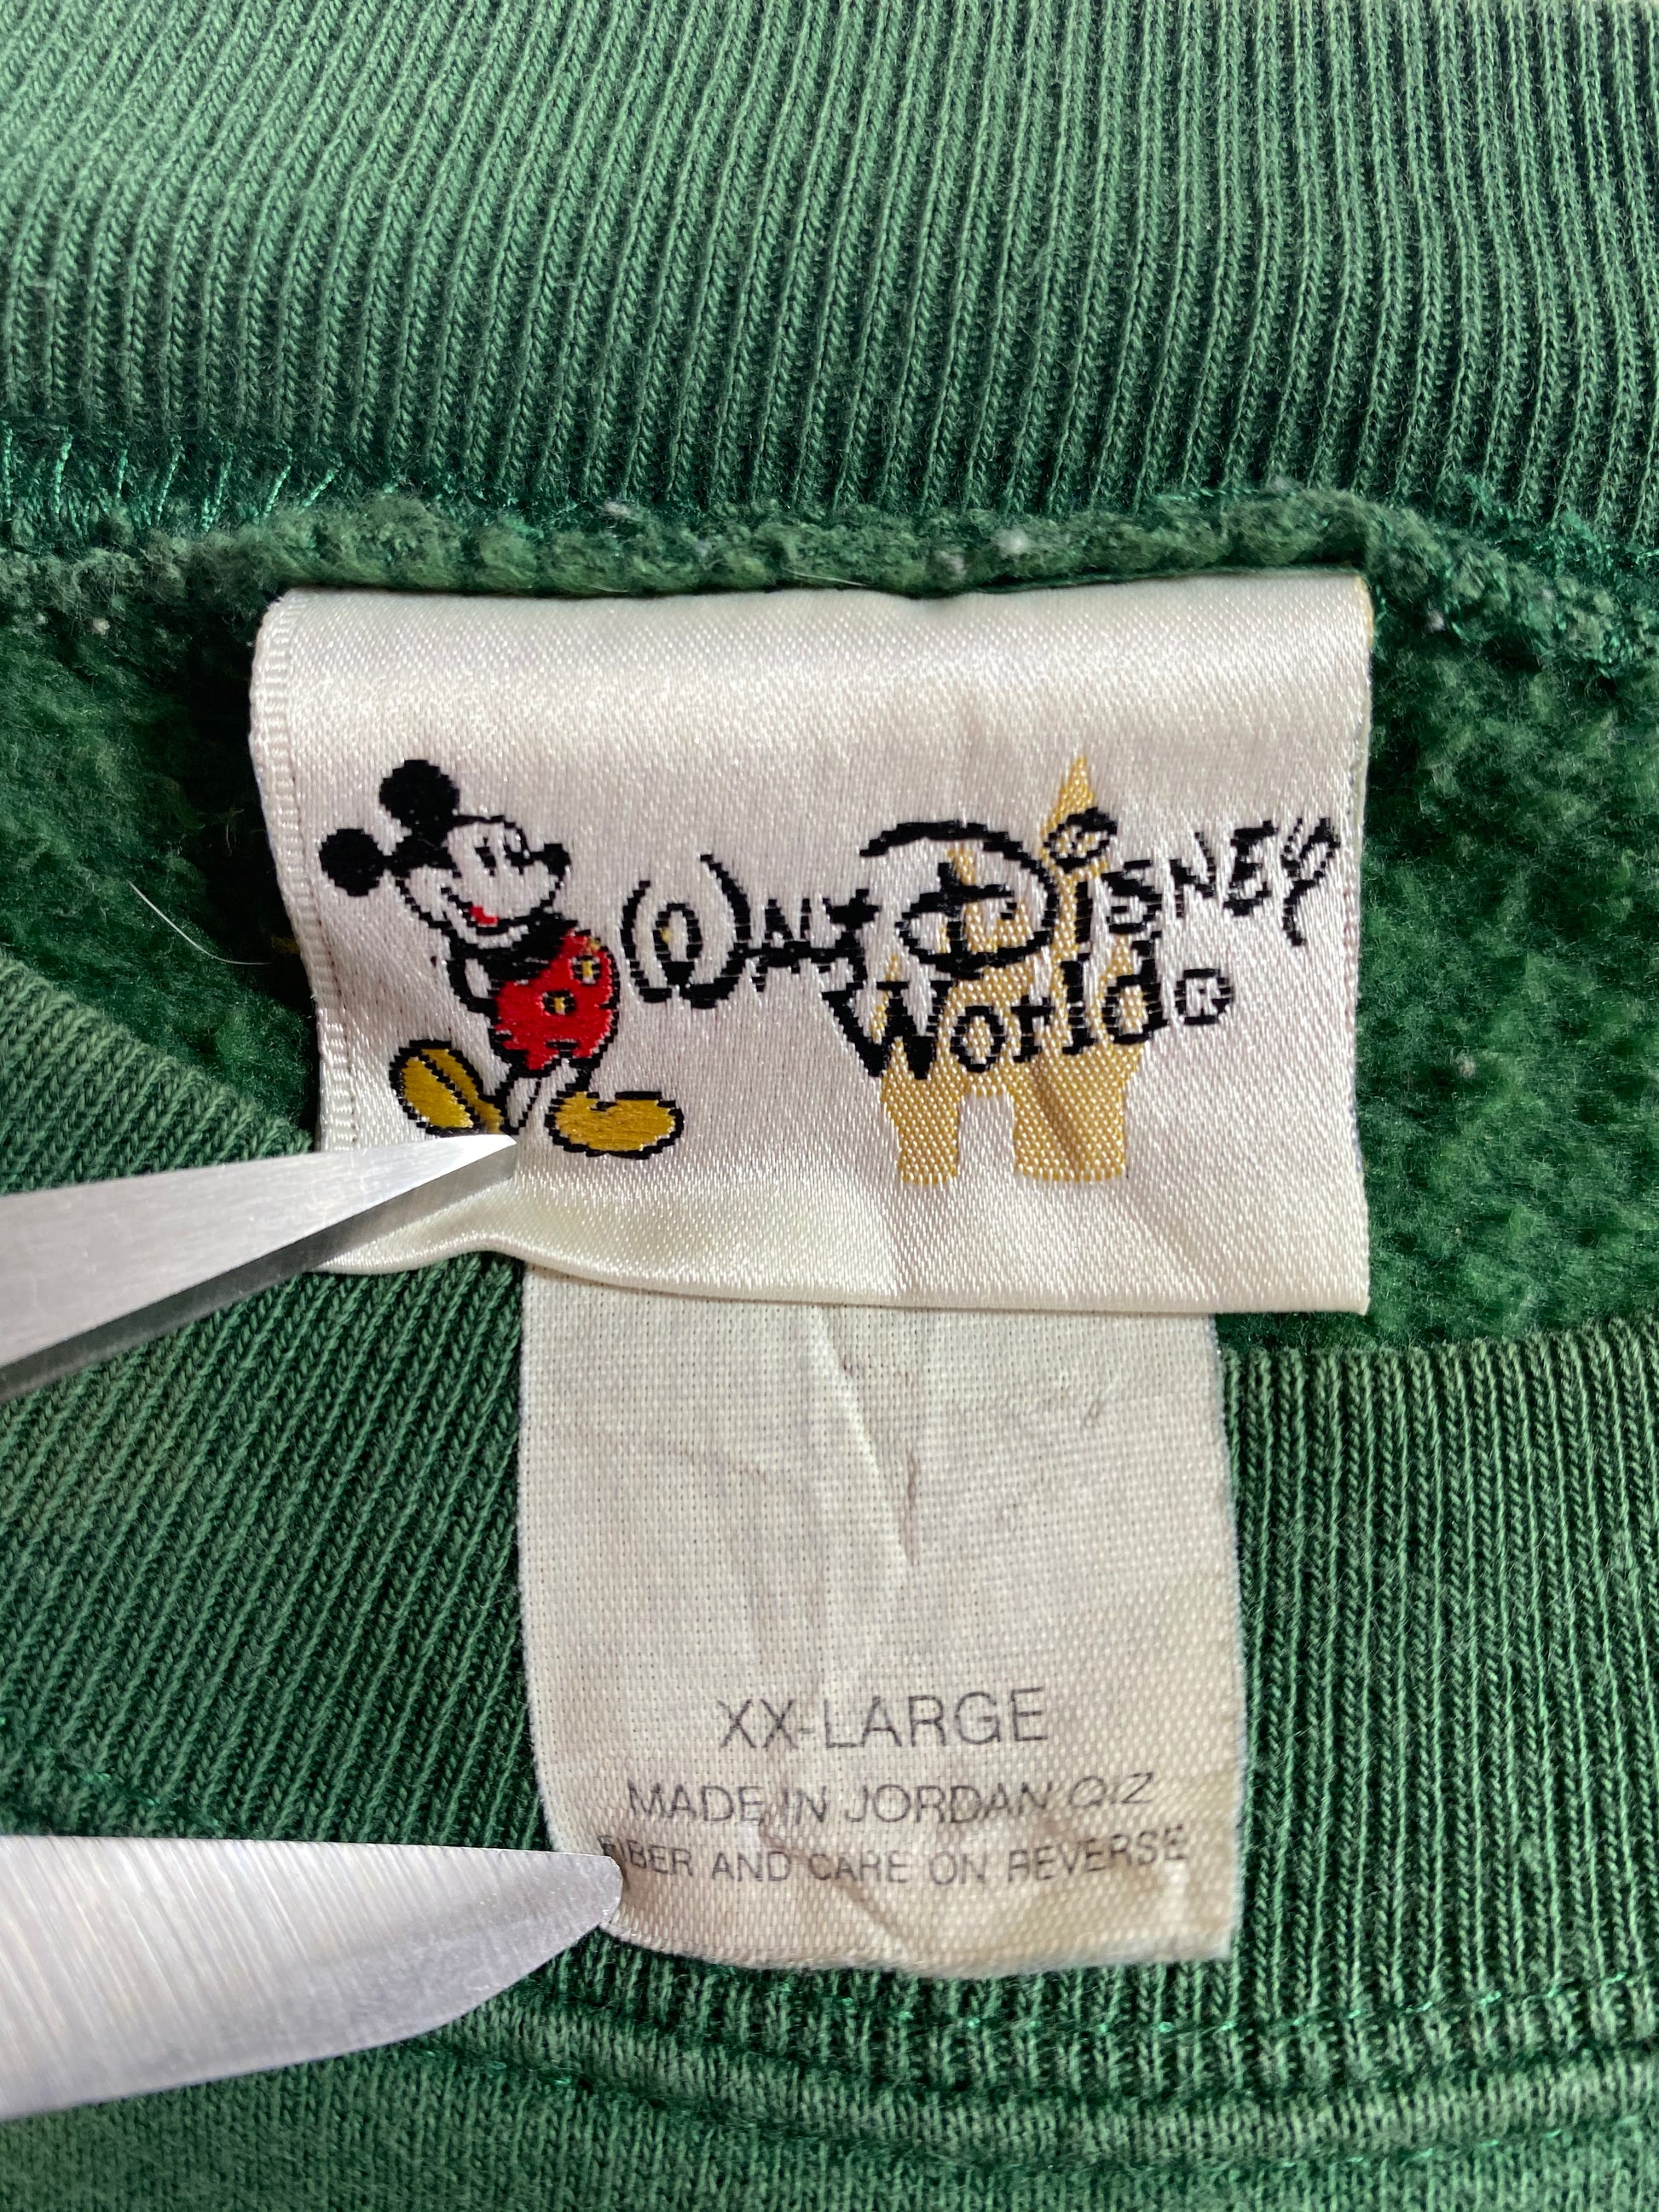 Walt Disney
World®
XX-LARGE
MADE IN JORDAN QIZ
FIBER AND CARE ON REVERSE